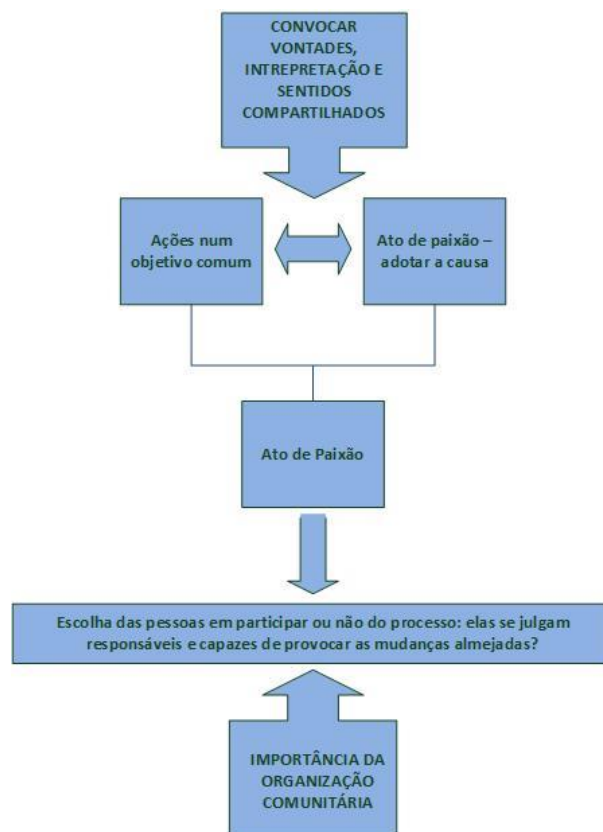 CONVOCAR
VONTADES,
INTREPRETAÇÃO E
SENTIDOS
COMPARTILHADOS
Ações num
objetivo comum
Ato de paixão –
adotar a causa
Ato de Paixão
Escolha das pessoas em participar ou não do processo: elas se julgam
responsáveis e capazes de provocar as mudanças almejadas?
IMPORTÂNCIA DA
ORGANIZAÇÃO
COMUNITÁRIA